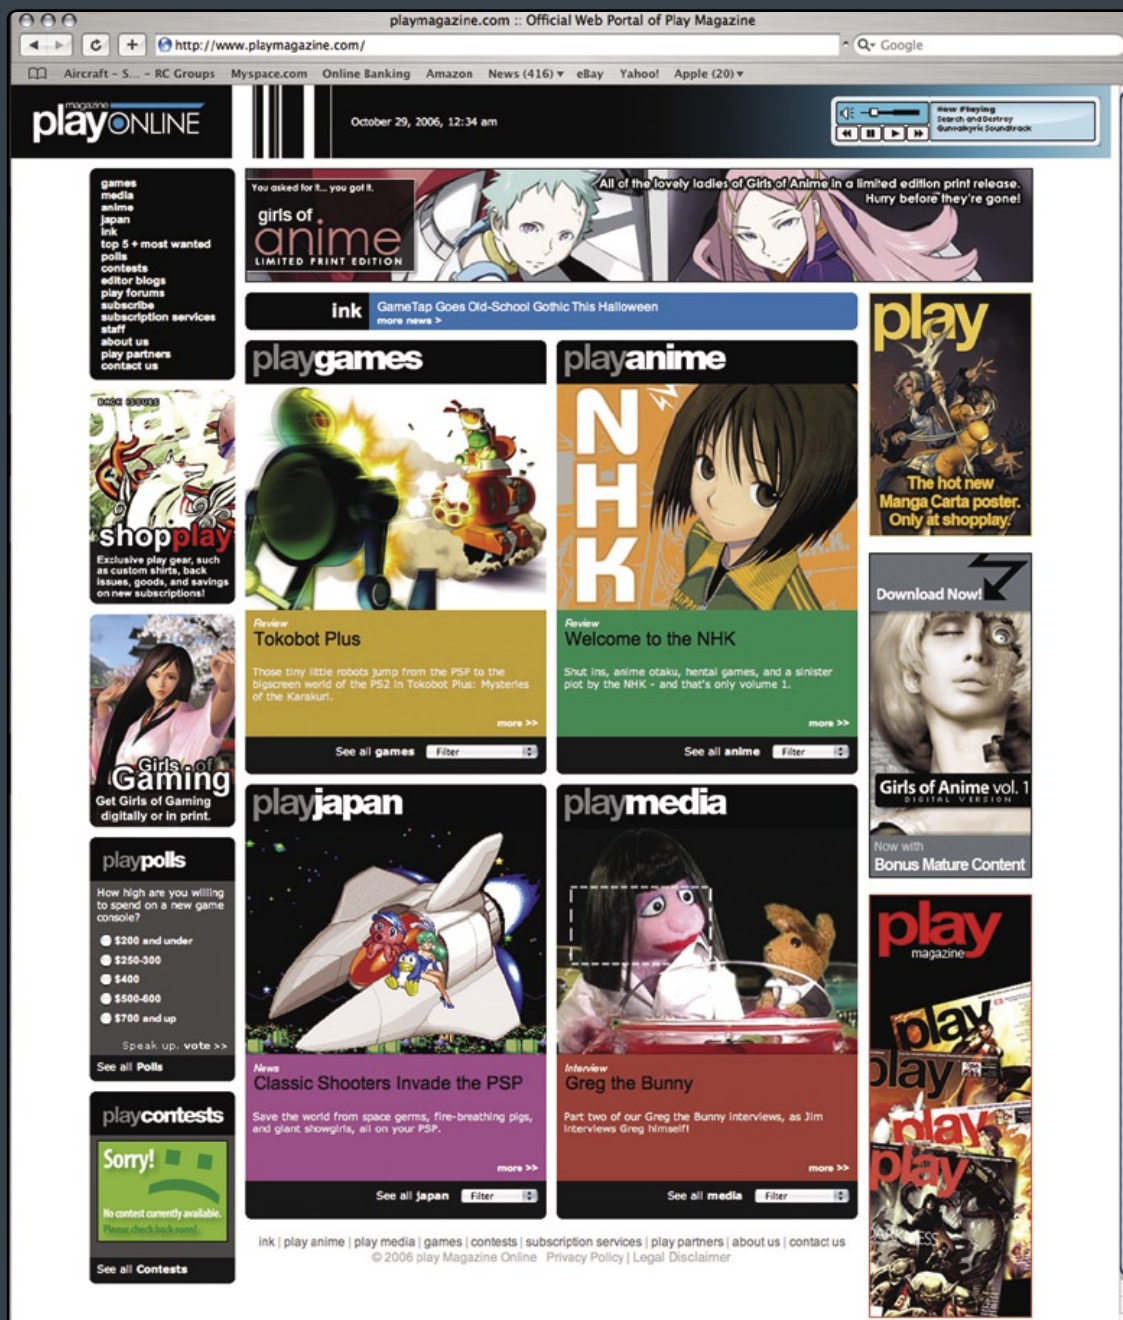 playmagazine.com :: Official Web Portal of Play Magazine
http://www.playmagazine.com/
Google
Aircraft – S... – RC Groups Myspace.com Online Banking Amazon News (416) ▾ eBay Yahoo! Apple (20) ▾
magazine
playONLINE
October 29, 2006, 12:34 am
Now Playing
Search and Destroy
Gunvalkyrie Soundtrack
games
media
anime
japan
ink
top 5 + most wanted
polls
contests
editor blogs
play forums
subscribe
subscription services
staff
about us
play partners
contact us
You asked for it... you got it.
girls of
anime
LIMITED PRINT EDITION
All of the lovely ladies of Girls of Anime in a limited edition print release.
Hurry before they're gone!
ink
GameTap Goes Old-School Gothic This Halloween
more news >
playgames
Review
Tokobot Plus
Those tiny little robots jump from the PSP to the
bigscreen world of the PS2 in Tokobot Plus: Mysteries
of the Karakuri.
more >>
See all games Filter
playanime
NHK
Review
Welcome to the NHK
Shut ins, anime otaku, hentai games, and a sinister
plot by the NHK - and that's only volume 1.
more >>
See all anime Filter
play
The hot new
Manga Carta poster.
Only at shopplay.
BACK ISSUES
play
shopplay
Exclusive play gear, such
as custom shirts, back
issues, goods, and savings
on new subscriptions!
Girls of
Gaming
Get Girls of Gaming
digitally or in print.
Download Now!
Girls of Anime vol. 1
DIGITAL VERSION
Now with
Bonus Mature Content
playpolls
How high are you willing
to spend on a new game
console?
$200 and under
$250-300
$400
$500-600
$700 and up
Speak up. vote >>
See all Polls
playjapan
News
Classic Shooters Invade the PSP
Save the world from space germs, fire-breathing pigs,
and giant showgirls, all on your PSP.
more >>
See all japan Filter
playmedia
Interview
Greg the Bunny
Part two of our Greg the Bunny interviews, as Jim
interviews Greg himself!
more >>
See all media Filter
play
magazine
play
play
play
play
playcontests
Sorry!
No contest currently available.
Please check back soon!
See all Contests
ink | play anime | play media | games | contests | subscription services | play partners | about us | contact us
© 2006 play Magazine Online Privacy Policy | Legal Disclaimer